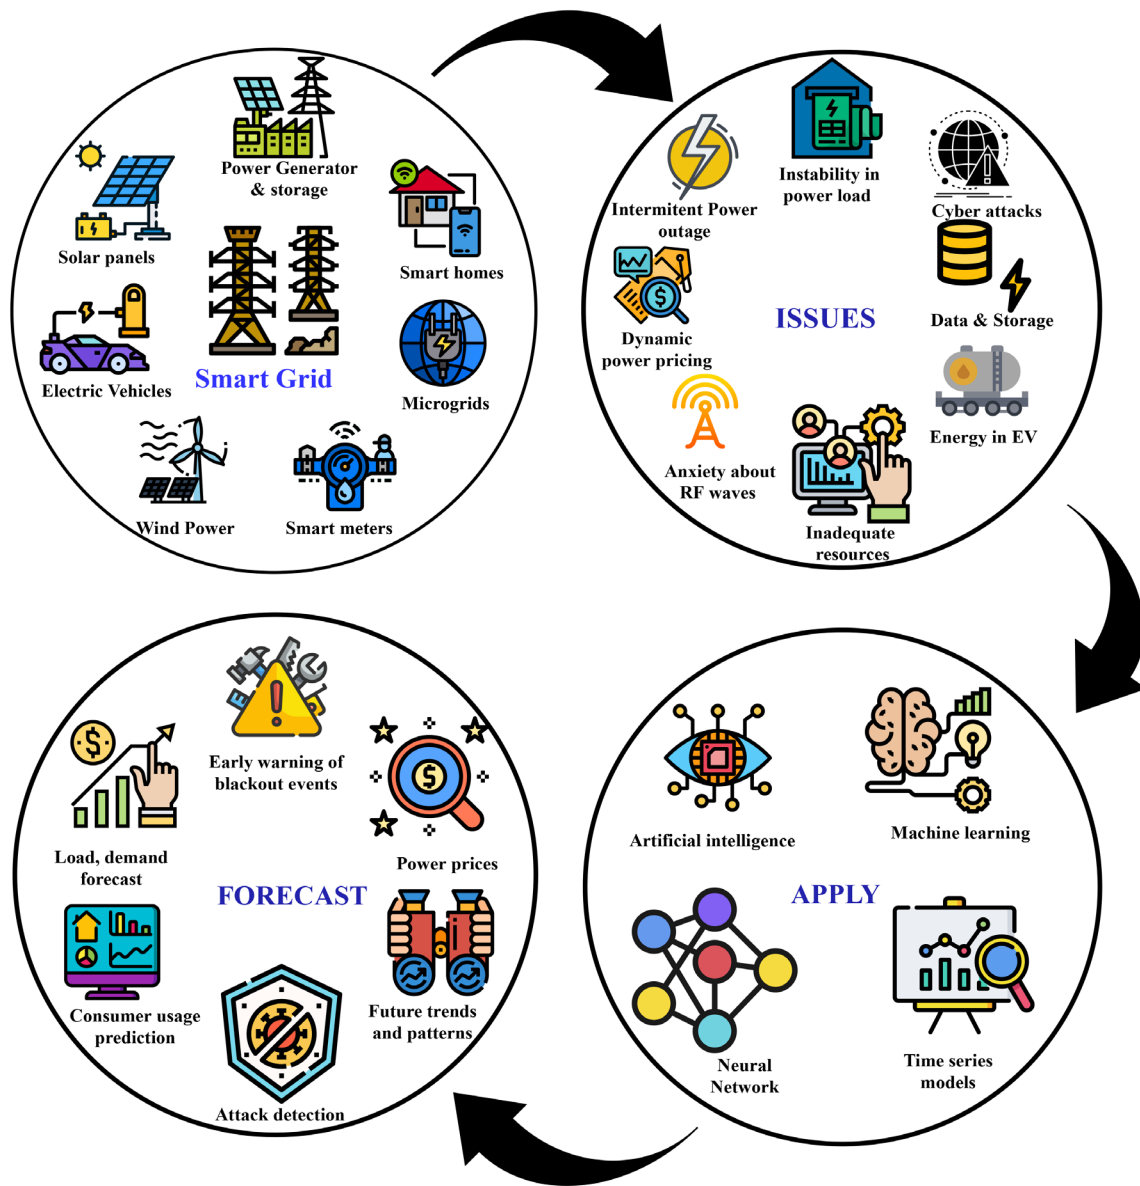 Power Generator
& storage
Solar panels
Smart homes
Electric Vehicles
Smart Grid
Microgrids
Wind Power
Smart meters
Instability in
power load
Intermitent Power
outage
Cyber attacks
Dynamic
power pricing
ISSUES
Data & Storage
Anxiety about
RF waves
Energy in EV
Inadequate
resources
Artificial intelligence
Machine learning
APPLY
Neural
Network
Time series
models
Early warning of
blackout events
Load, demand
forecast
Power prices
FORECAST
Consumer usage
prediction
Future trends
and patterns
Attack detection